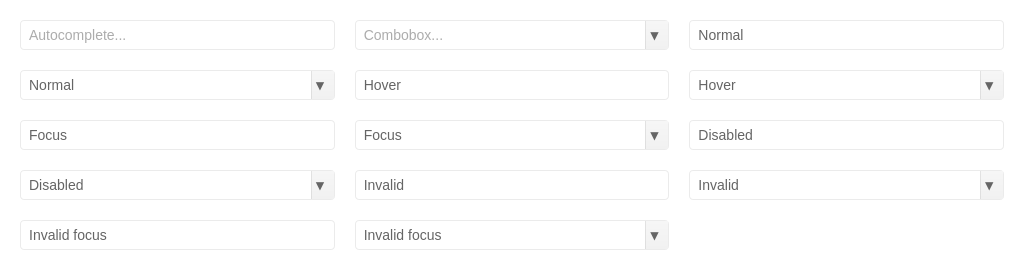 Autocomplete...
Combobox...
Normal
Normal
Hover
Hover
Focus
Focus
Disabled
Disabled
Invalid
Invalid
Invalid focus
Invalid focus